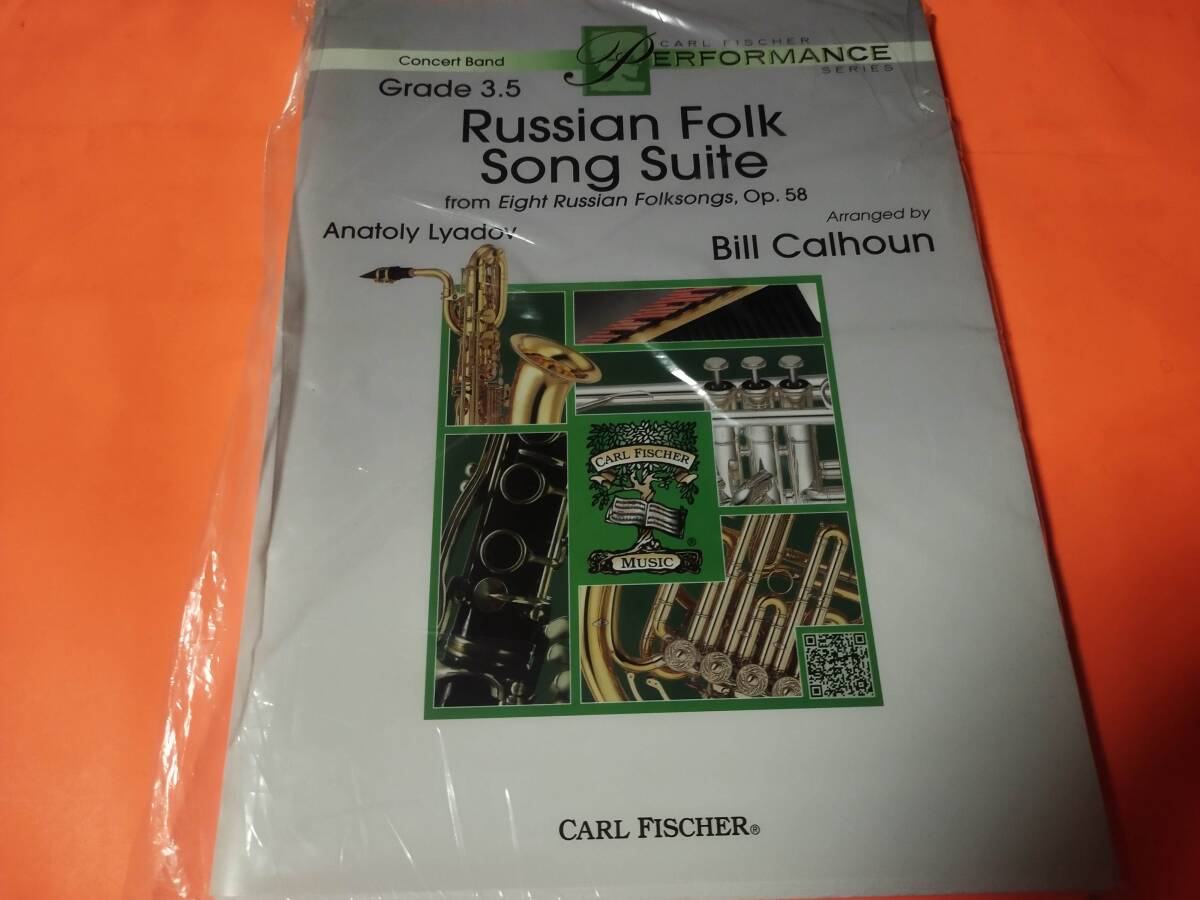 CARL FISCHER
PERFORMANCE
SERIES
Concert Band
Grade 3.5
Russian Folk
Song Suite
from Eight Russian Folksongs, Op. 58
Anatoly Lyadov
Arranged by
Bill Calhoun
CARL FISCHER
MUSIC
®
CARL FISCHER®